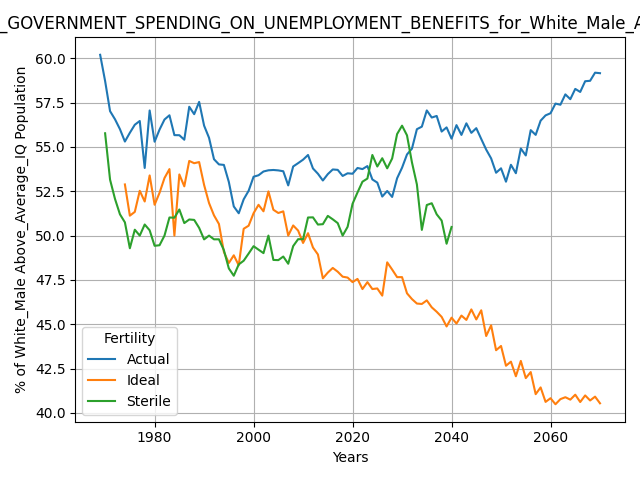 _GOVERNMENT_SPENDING_ON_UNEMPLOYMENT_BENEFITS_for_White_Male_A
% of White_Male Above_Average_IQ Population
60.0
57.5
55.0
52.5
50.0
47.5
45.0
42.5
40.0
Fertility
Actual
Ideal
Sterile
1980 2000 2020 2040 2060
Years